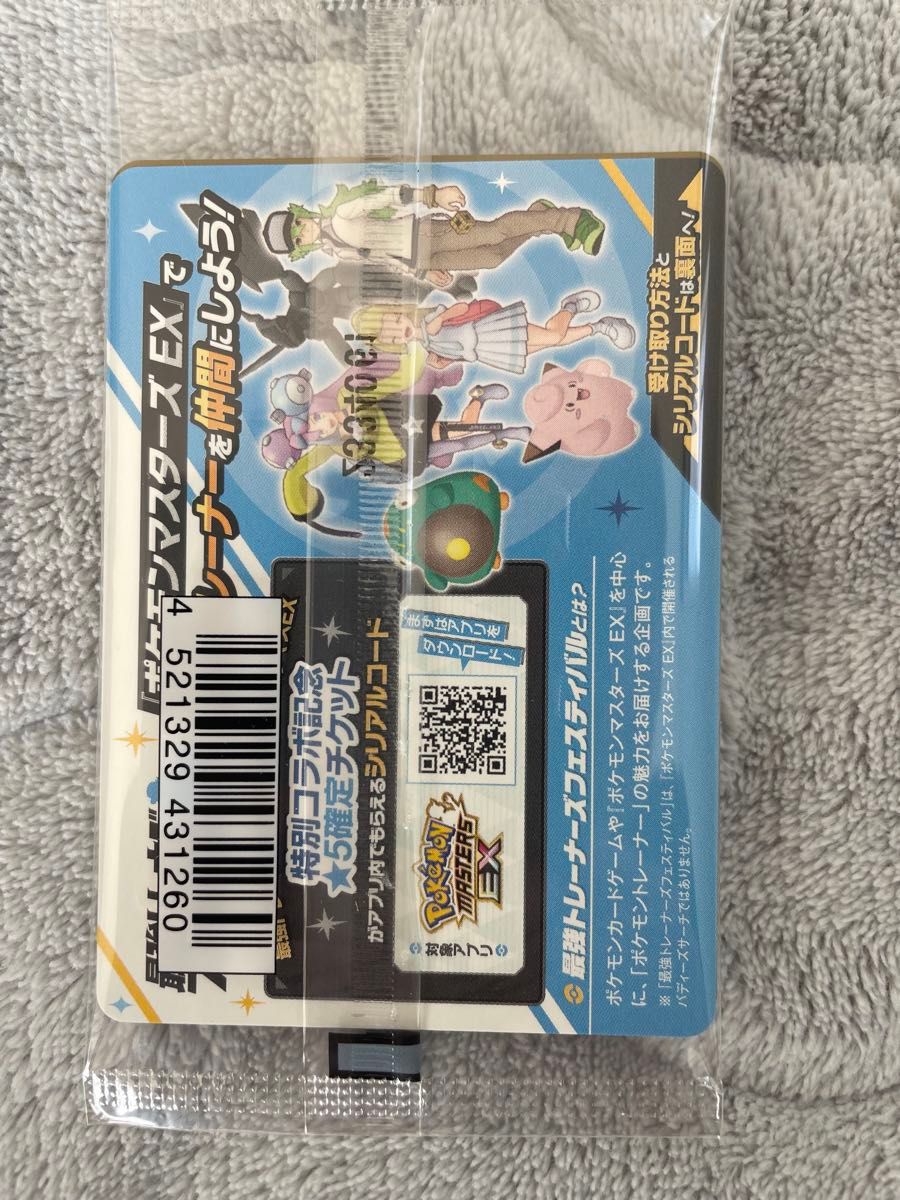 『ポケモンマスターズ EX』で
トレーナーを仲間にしよう!
4 521329 431260
特別コラボ記念
★5確定チケット
がアプリ内でもらえるシリアルコード
まずはアプリを
ダウンロード!
Pokémon
MASTERS
EX
対象アプリ
受け取り方法と
シリアルコードは裏面へ!
最強トレーナーズフェスティバルとは?
ポケモンカードゲームや『ポケモンマスターズ EX』を中心
に、「ポケモントレーナー」の魅力をお届けする企画です。
※「最強トレーナーズフェスティバル」は、『ポケモンマスターズ EX』内で開催される
バディーズサーチではありません。